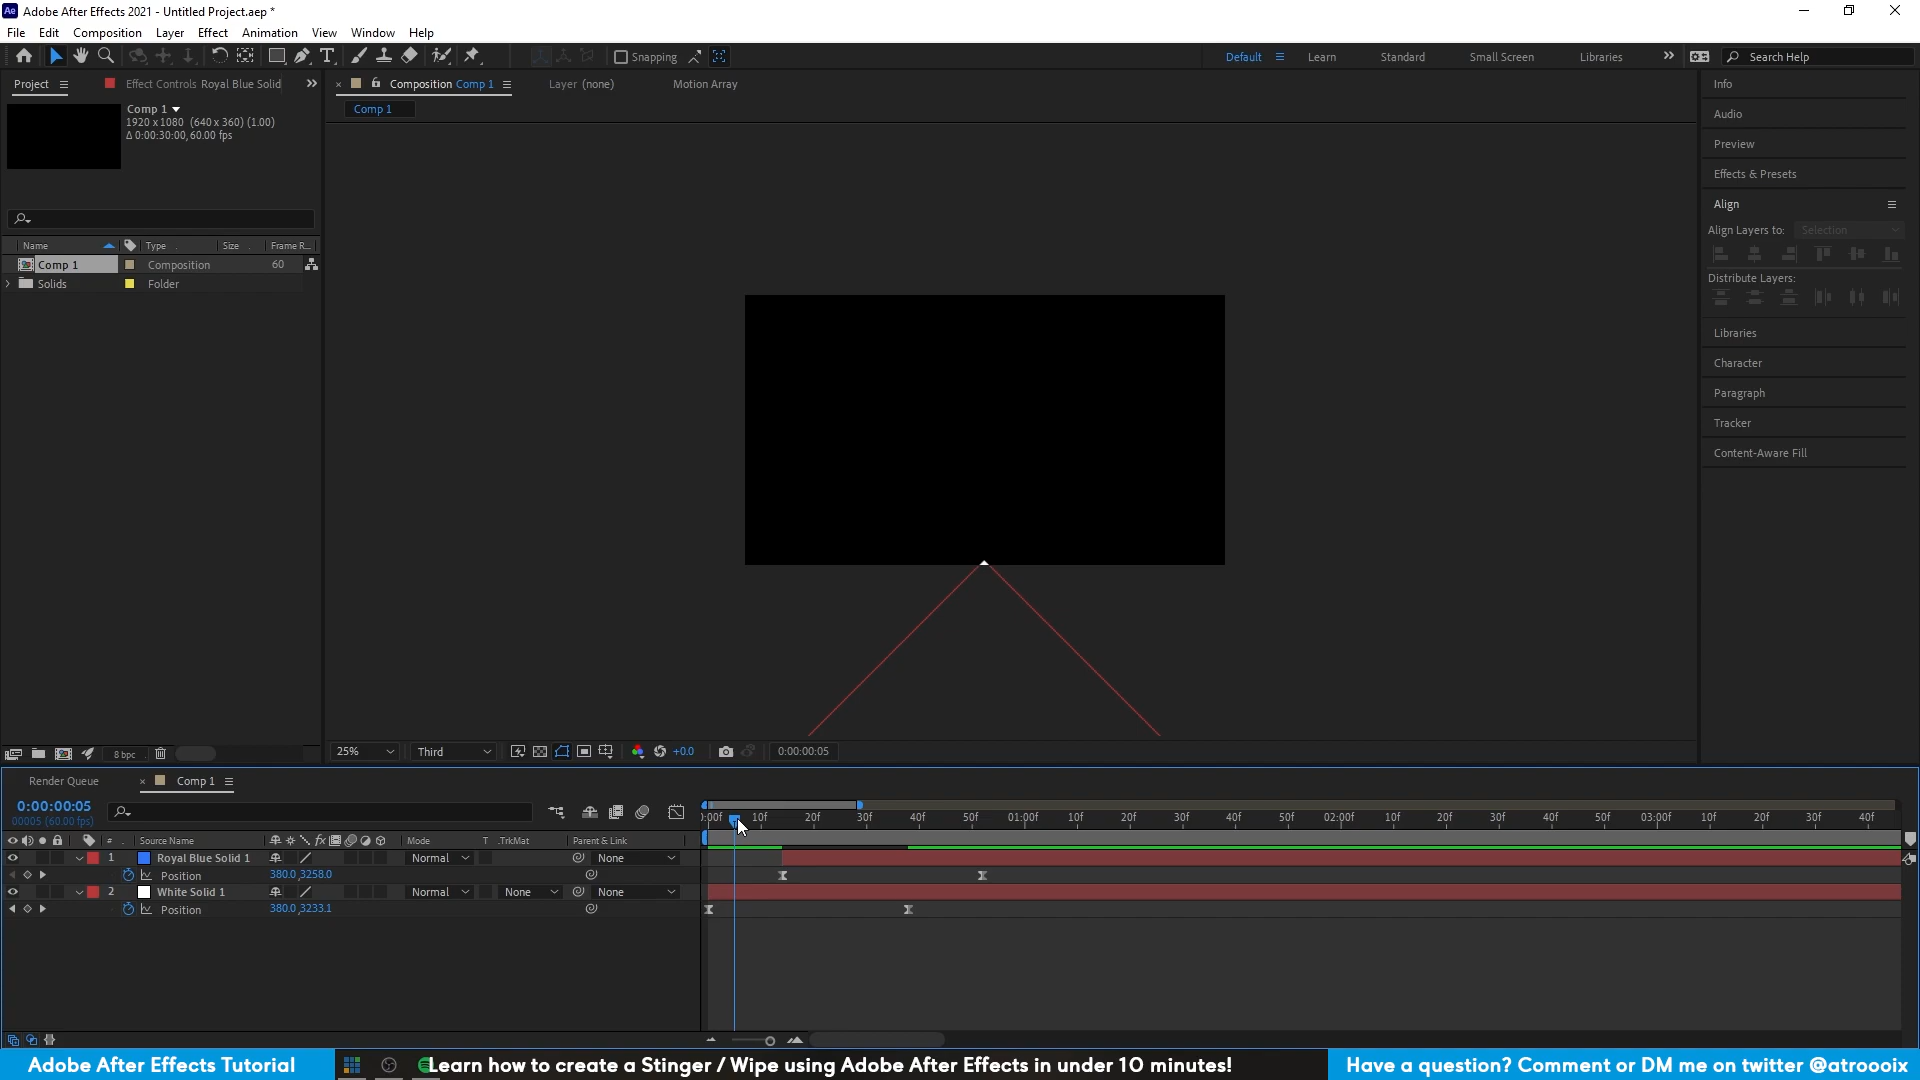 Adobe After Effects 2021 - Untitled Project.aep *
File Edit Composition Layer Effect Animation View Window Help
Snapping
Default Learn Standard Small Screen Libraries
Search Help
Project Effect Controls Royal Blue Solid
Composition Comp 1 Layer (none) Motion Array
Comp 1
Comp 1
1920 x 1080 (640 x 360) (1.00)
Δ 0:00:30:00, 60.00 fps
Name Type Size Frame R...
Comp 1 Composition 60
Solids Folder
8 bpc
25% Third +0.0 0:00:00:05
Info
Audio
Preview
Effects & Presets
Align
Align Layers to: Selection
Distribute Layers:
Libraries
Character
Paragraph
Tracker
Content-Aware Fill
Render Queue Comp 1
0:00:00:05
00005 (60.00 fps)
:00f 10f 20f 30f 40f 50f 01:00f 10f 20f 30f 40f 50f 02:00f 10f 20f 30f 40f 50f 03:00f 10f 20f 30f 40f
# Source Name fx Mode T .TrkMat Parent & Link
1 Royal Blue Solid 1 Normal None
Position 380.0,3258.0
2 White Solid 1 Normal None None
Position 380.0,3233.1
Adobe After Effects Tutorial
Learn how to create a Stinger / Wipe using Adobe After Effects in under 10 minutes!
Have a question? Comment or DM me on twitter @atroooix